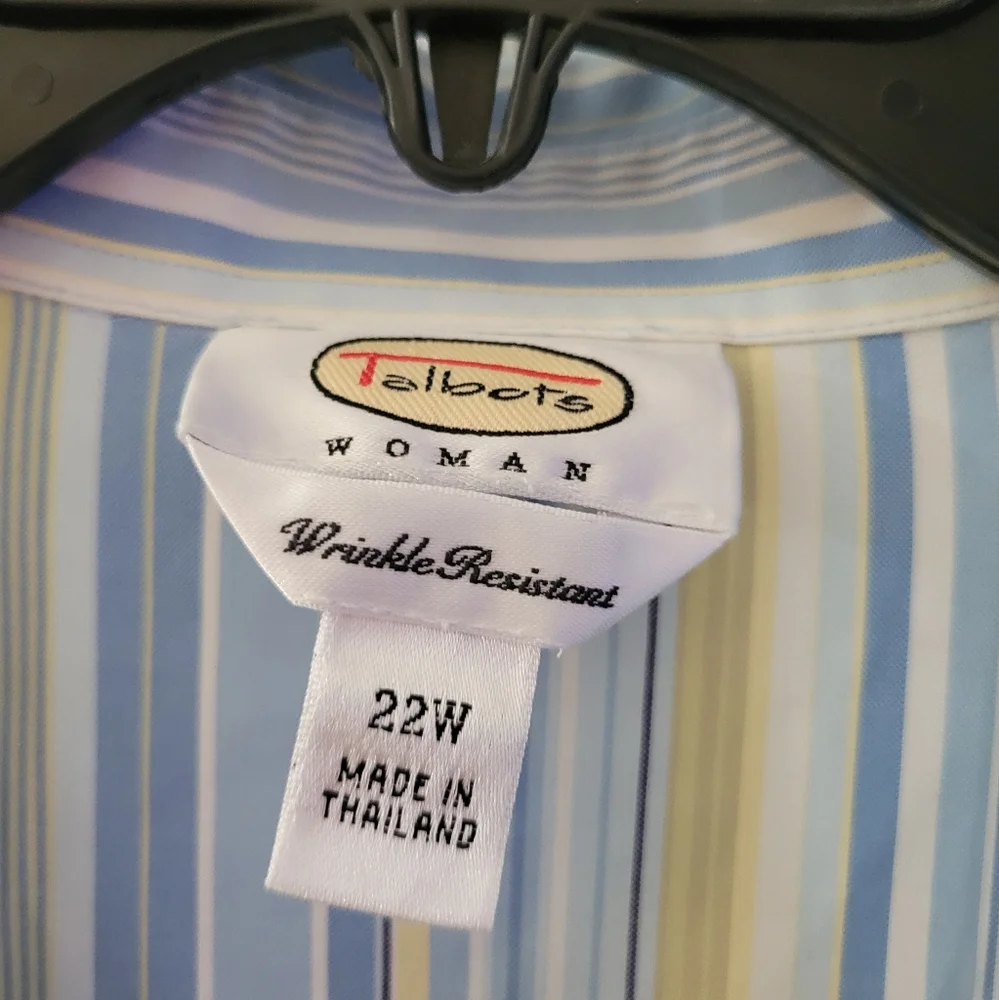 Talbots
WOMAN
Wrinkle Resistant
22W
MADE IN
THAILAND